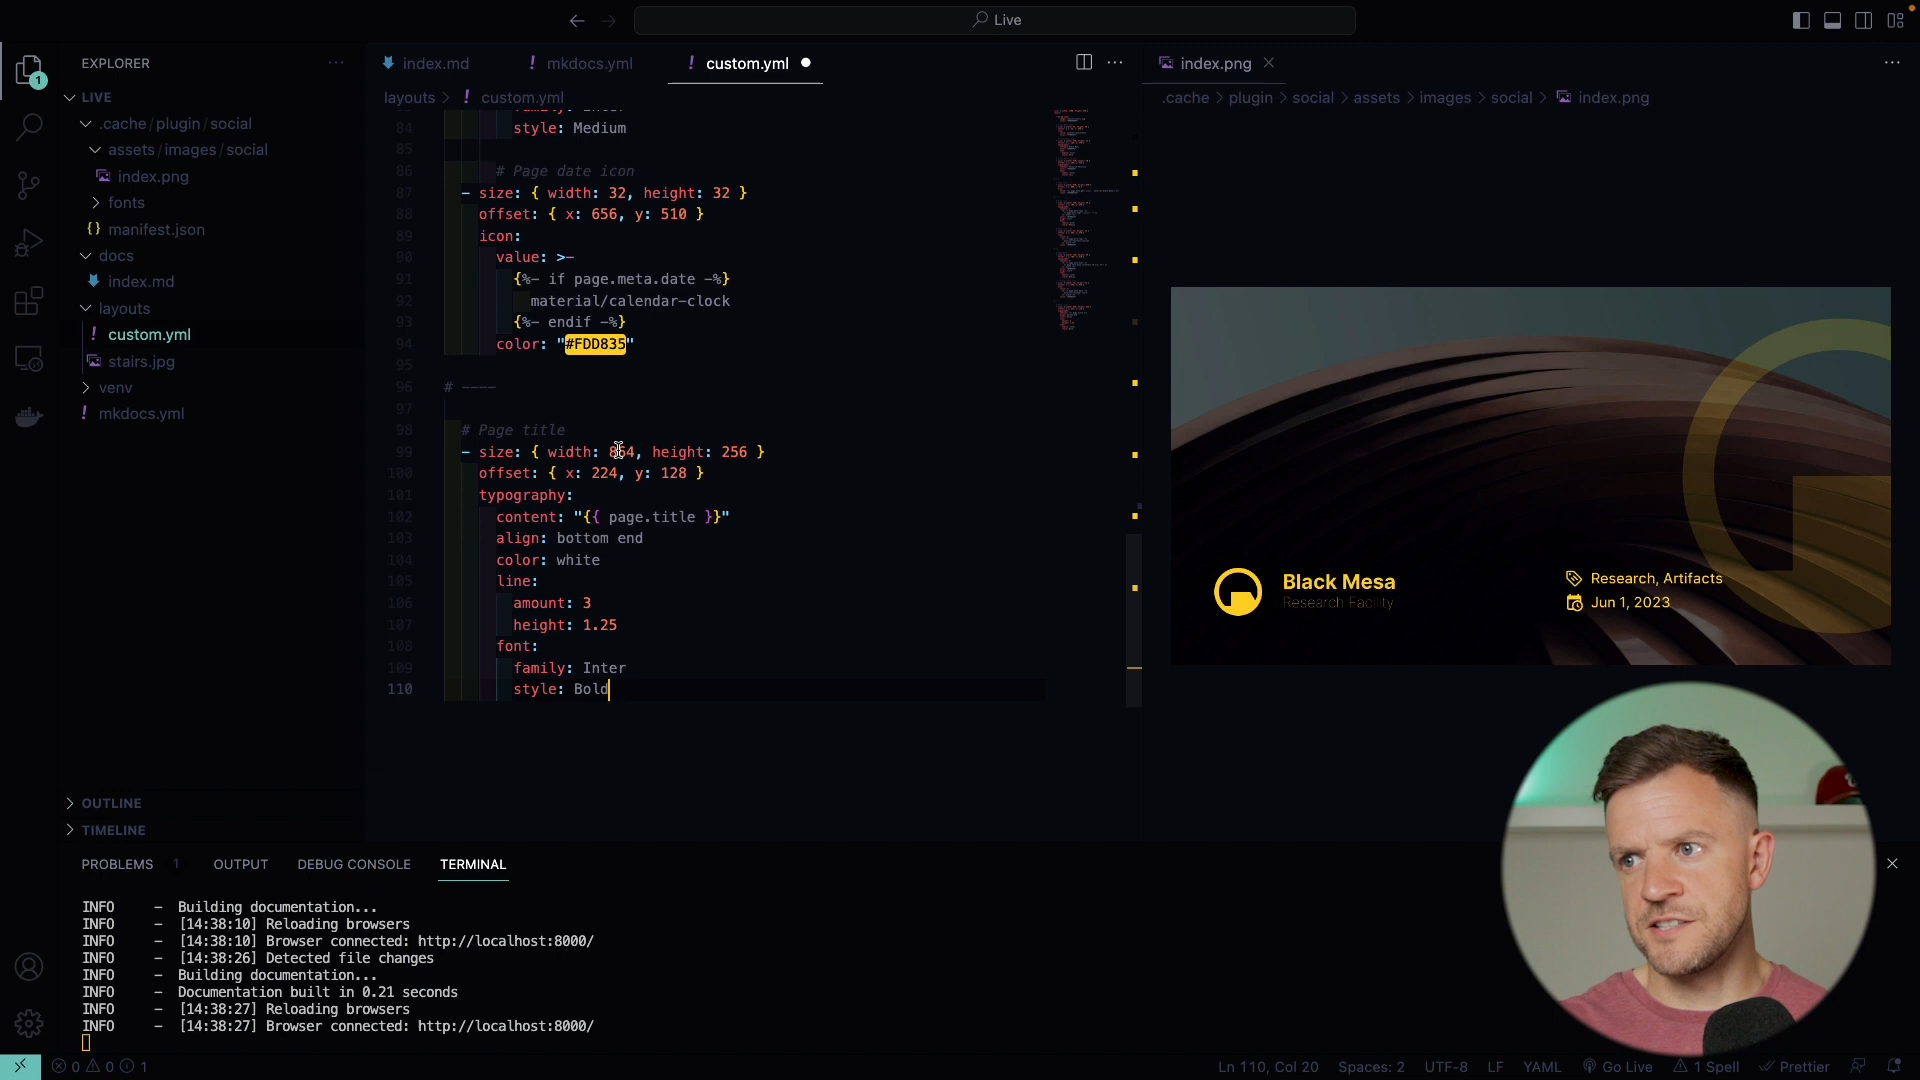 Live
EXPLORER
LIVE
.cache / plugin / social
assets / images / social
index.png
fonts
{} manifest.json
docs
index.md
layouts
! custom.yml
stairs.jpg
venv
! mkdocs.yml
OUTLINE
TIMELINE
1
index.md
! mkdocs.yml
! custom.yml
layouts > ! custom.yml
84 style: Medium
85
86 # Page date icon
87 - size: { width: 32, height: 32 }
88 offset: { x: 656, y: 510 }
89 icon:
90 value: >-
91 {%- if page.meta.date -%}
92 material/calendar-clock
93 {%- endif -%}
94 color: "#FDD835"
95
96 # ----
97
98 # Page title
99 - size: { width: 864, height: 256 }
100 offset: { x: 224, y: 128 }
101 typography:
102 content: "{{ page.title }}"
103 align: bottom end
104 color: white
105 line:
106 amount: 3
107 height: 1.25
108 font:
109 family: Inter
110 style: Bold
index.png
.cache > plugin > social > assets > images > social > index.png
Black Mesa
Research Facility
Research, Artifacts
Jun 1, 2023
PROBLEMS 1 OUTPUT DEBUG CONSOLE TERMINAL
INFO - Building documentation...
INFO - [14:38:10] Reloading browsers
INFO - [14:38:10] Browser connected: http://localhost:8000/
INFO - [14:38:26] Detected file changes
INFO - Building documentation...
INFO - Documentation built in 0.21 seconds
INFO - [14:38:27] Reloading browsers
INFO - [14:38:27] Browser connected: http://localhost:8000/
0 0 1
Ln 110, Col 20 Spaces: 2 UTF-8 LF YAML Go Live 1 Spell Prettier